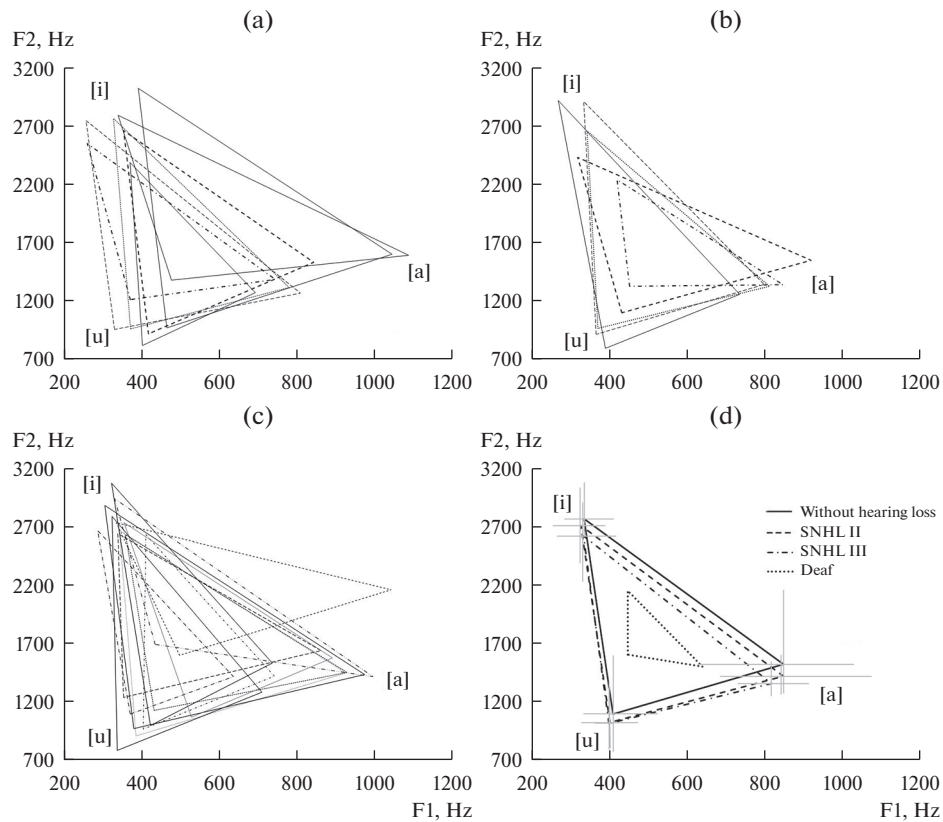 (a)
F2, Hz
3200
[i]
2700
2200
1700
[a]
1200
[u]
700
200 400 600 800 1000 1200
(b)
F2, Hz
3200
[i]
2700
2200
1700
[a]
1200
[u]
700
200 400 600 800 1000 1200
(c)
F2, Hz
3200
[i]
2700
2200
1700
[a]
1200
[u]
700
200 400 600 800 1000 1200
F1, Hz
(d)
F2, Hz
3200
[i]
Without hearing loss
2700
SNHL II
SNHL III
Deaf
2200
1700
[a]
1200
[u]
700
200 400 600 800 1000 1200
F1, Hz